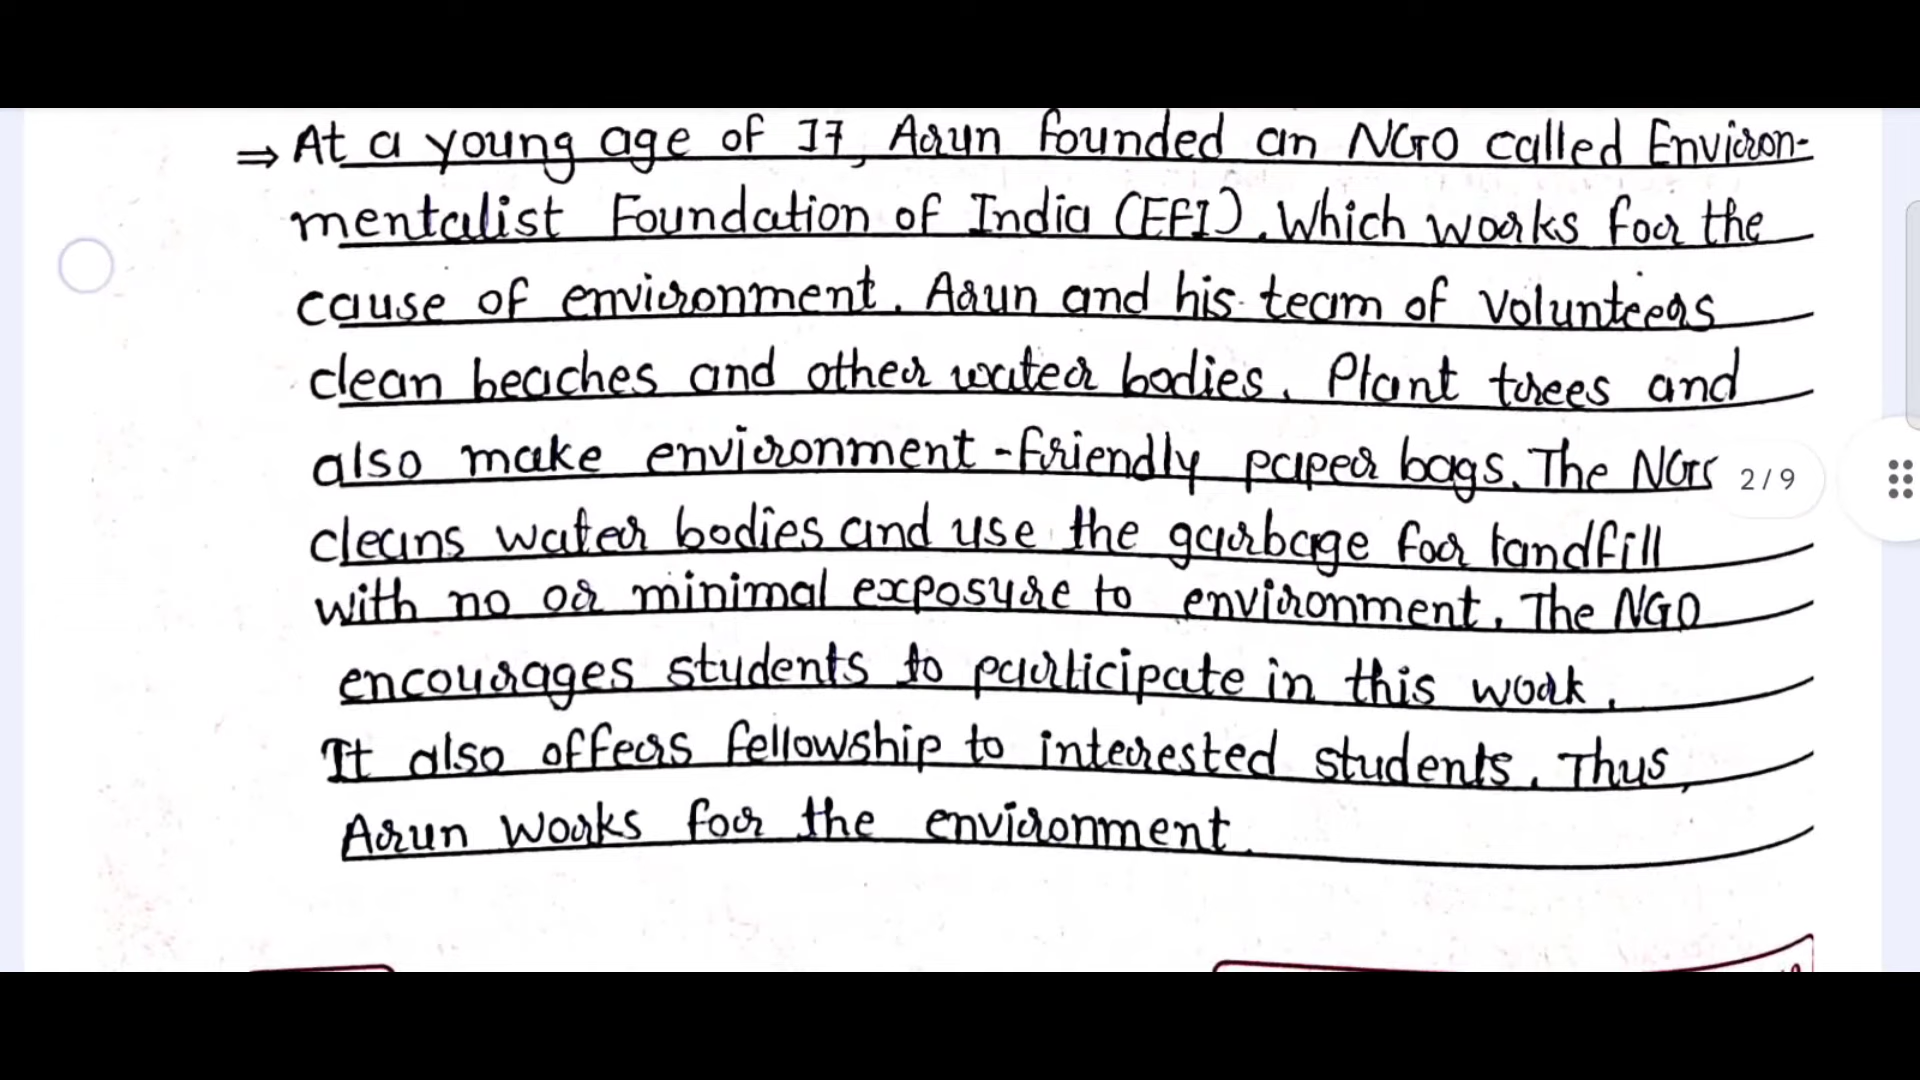 ⇒ At a young age of 17, Arun founded an NGO called Environ-
mentalist Foundation of India (EFI). Which works for the
cause of environment. Arun and his team of volunteers
clean beaches and other water bodies. Plant trees and
also make environment-friendly paper bags. The NG
2/9
cleans water bodies and use the garbage for landfill
with no or minimal exposure to environment. The NGO
encourages students to participate in this work.
It also offers fellowship to interested students. Thus,
Arun works for the environment.